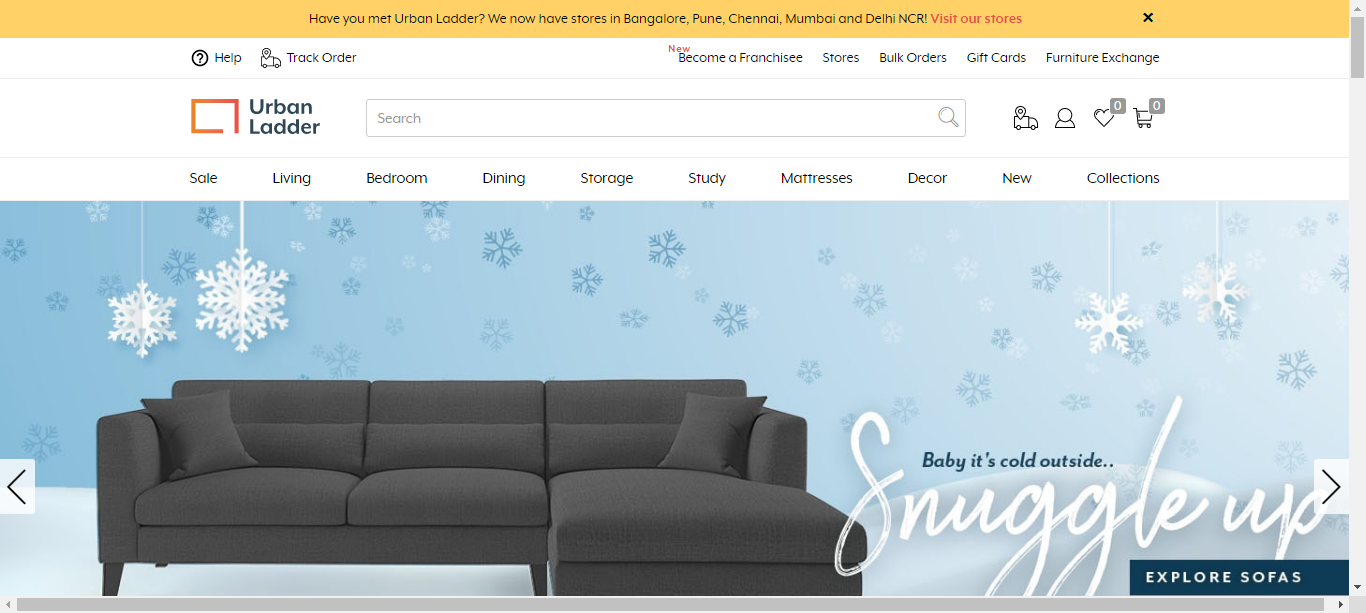 Have you met Urban Ladder? We now have stores in Bangalore, Pune, Chennai, Mumbai and Delhi NCR! Visit our stores
Help Track Order New Become a Franchisee Stores Bulk Orders Gift Cards Furniture Exchange
Urban
Ladder
Search
0 0
Sale Living Bedroom Dining Storage Study Mattresses Decor New Collections
Baby it's cold outside..
Snuggle up
EXPLORE SOFAS